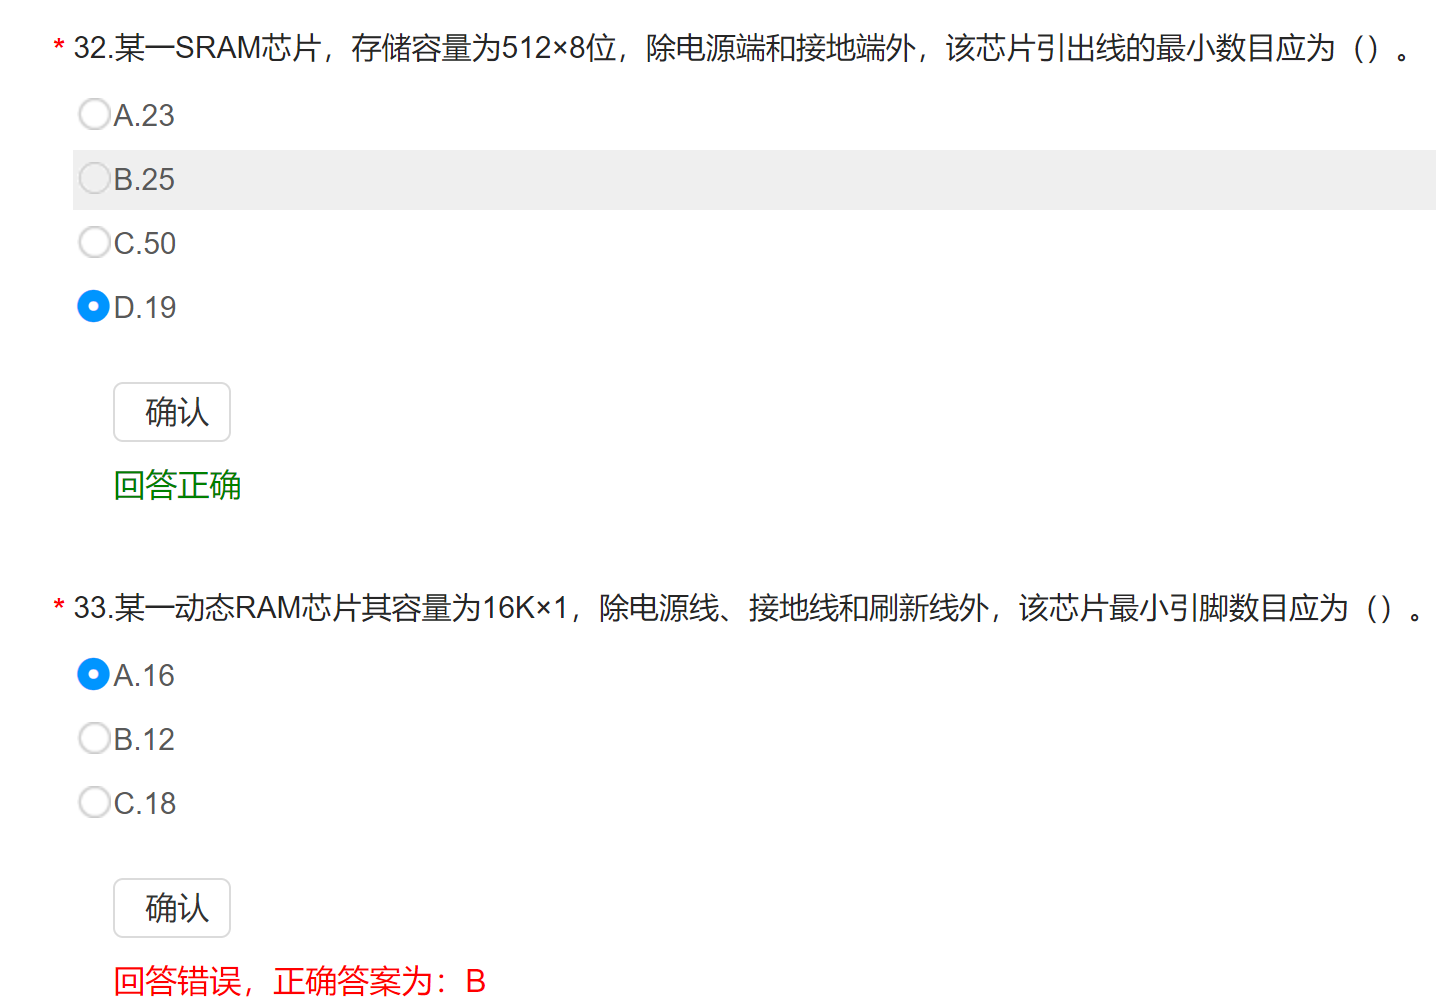 * 32.某一SRAM芯片，存储容量为512×8位，除电源端和接地端外，该芯片引出线的最小数目应为（）。
A.23
B.25
C.50
D.19
确认
回答正确
* 33.某一动态RAM芯片其容量为16K×1，除电源线、接地线和刷新线外，该芯片最小引脚数目应为（）。
A.16
B.12
C.18
确认
回答错误，正确答案为：B